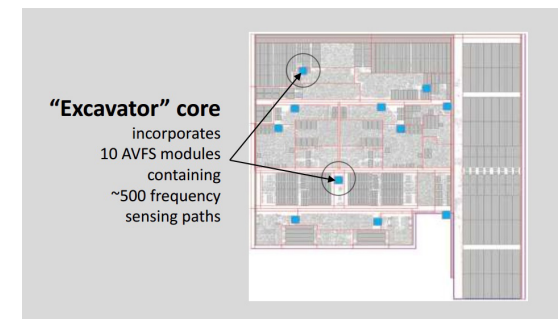 “Excavator” core
incorporates
10 AVFS modules
containing
~500 frequency
sensing paths